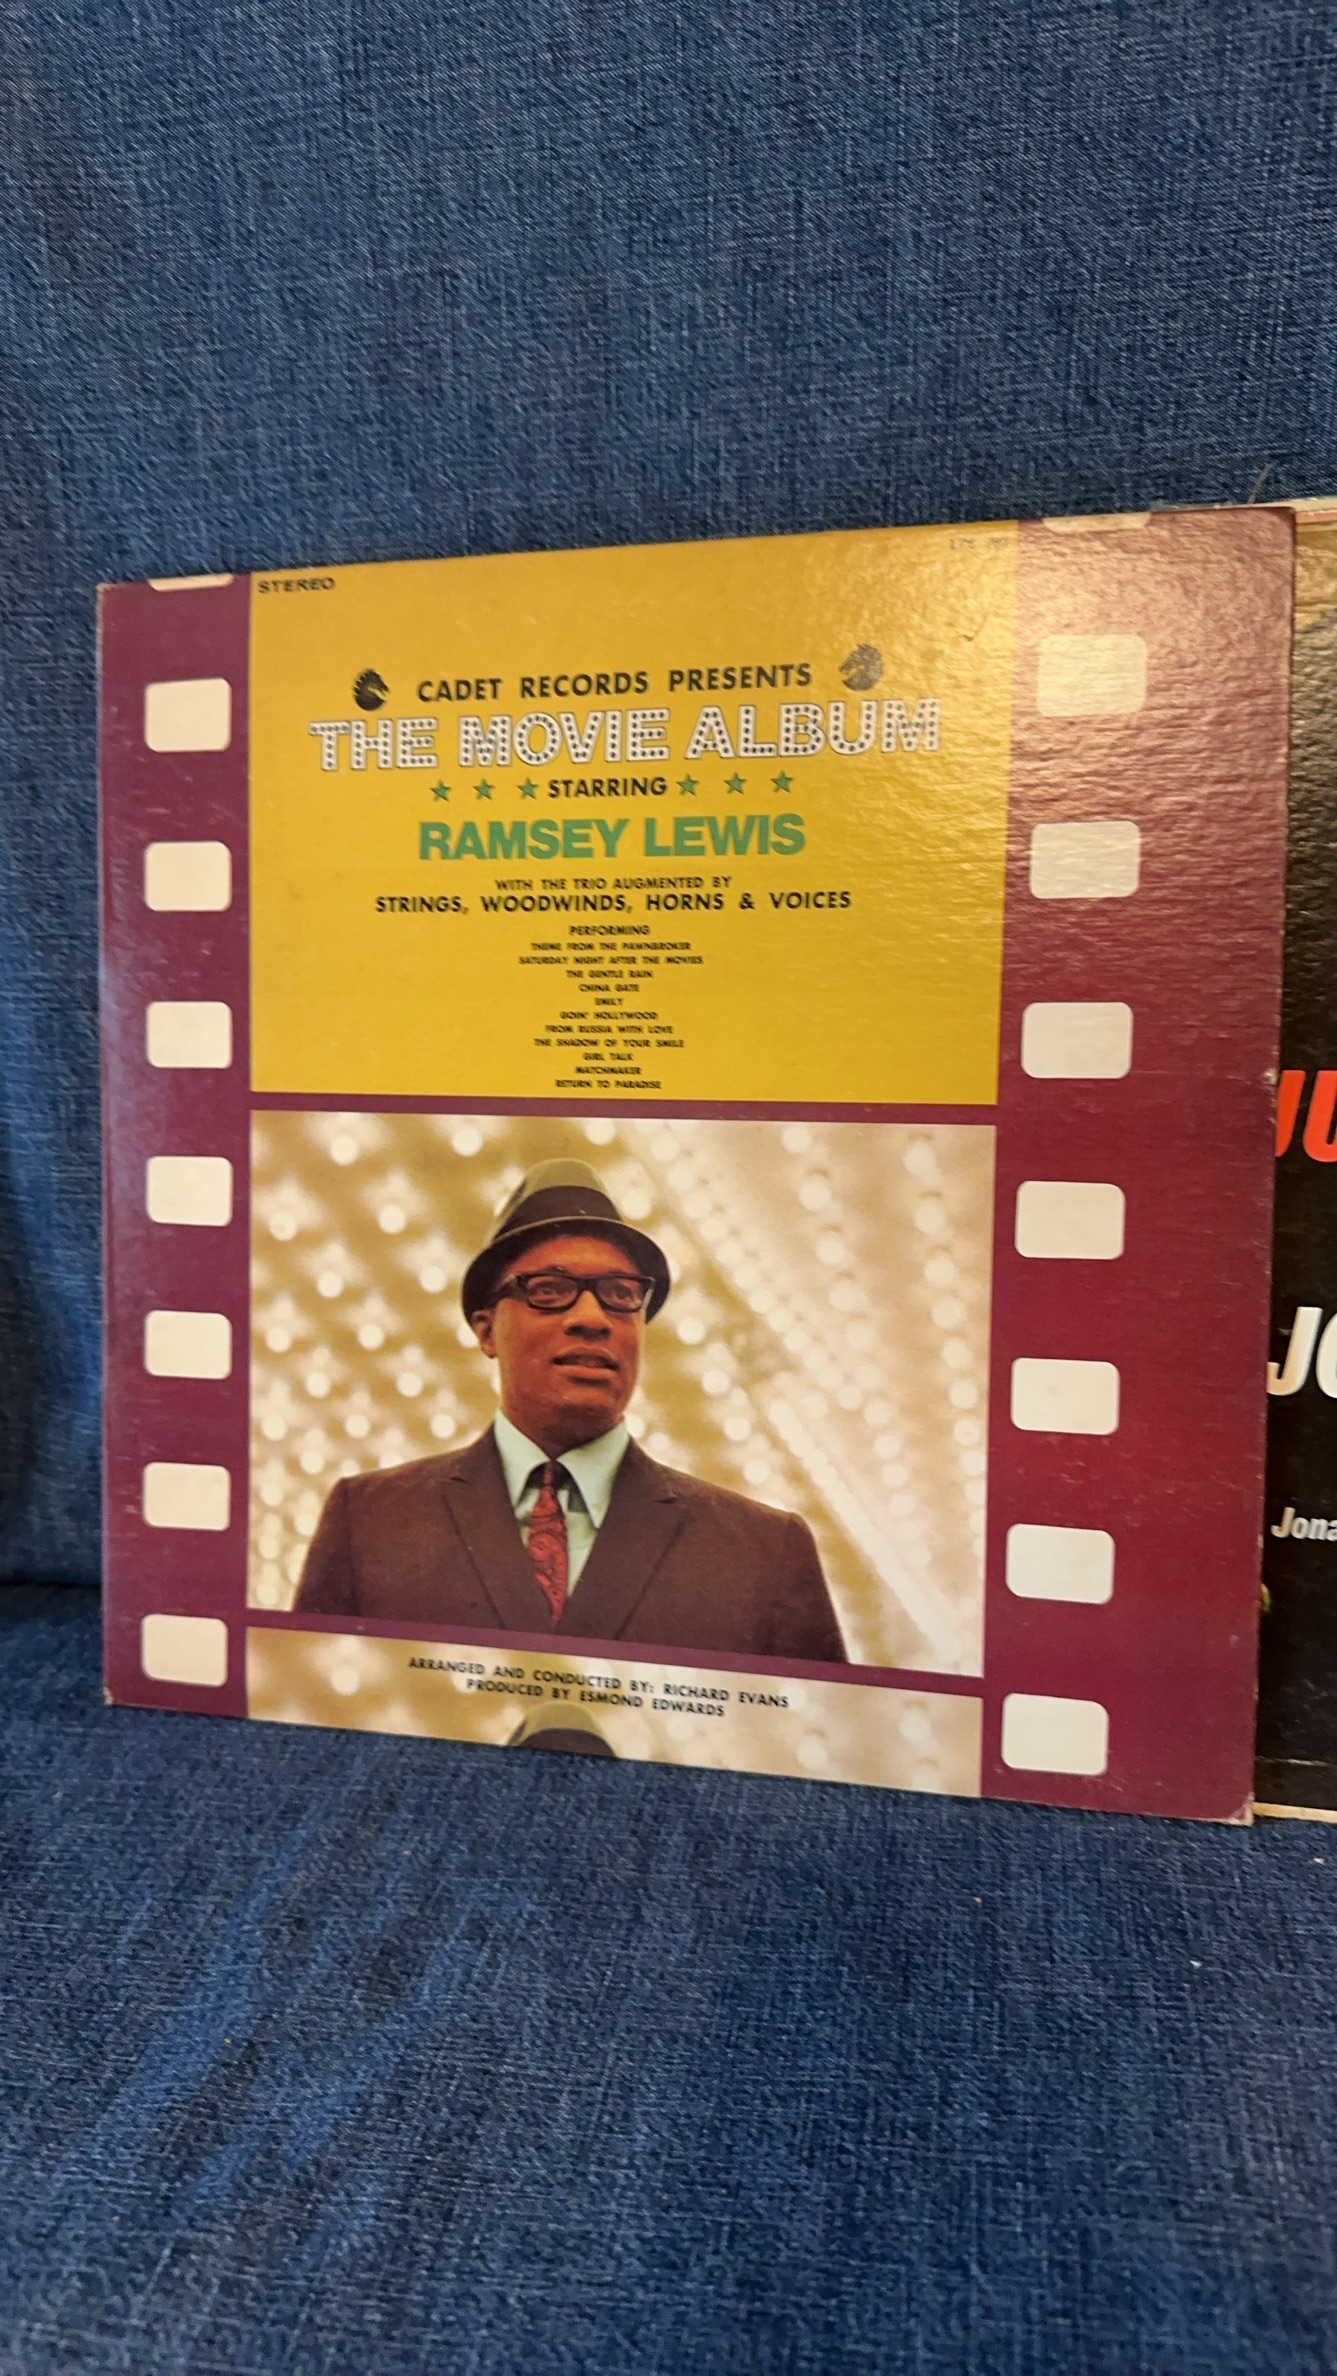 STEREO
CADET RECORDS PRESENTS
THE MOVIE ALBUM
STARRING
RAMSEY LEWIS
WITH THE TRIO AUGMENTED BY
STRINGS, WOODWINDS, HORNS & VOICES
PERFORMING
THEME FROM THE PAWNBROKER
SATURDAY NIGHT AFTER THE MOVIES
THE GENTLE RAIN
CHINA GATE
EMILY
GOIN' HOLLYWOOD
FROM RUSSIA WITH LOVE
THE SHADOW OF YOUR SMILE
GIRL TALK
MATCHMAKER
RETURN TO PARADISE
ARRANGED AND CONDUCTED BY: RICHARD EVANS
PRODUCED BY ESMOND EDWARDS
JU
JO
Jona